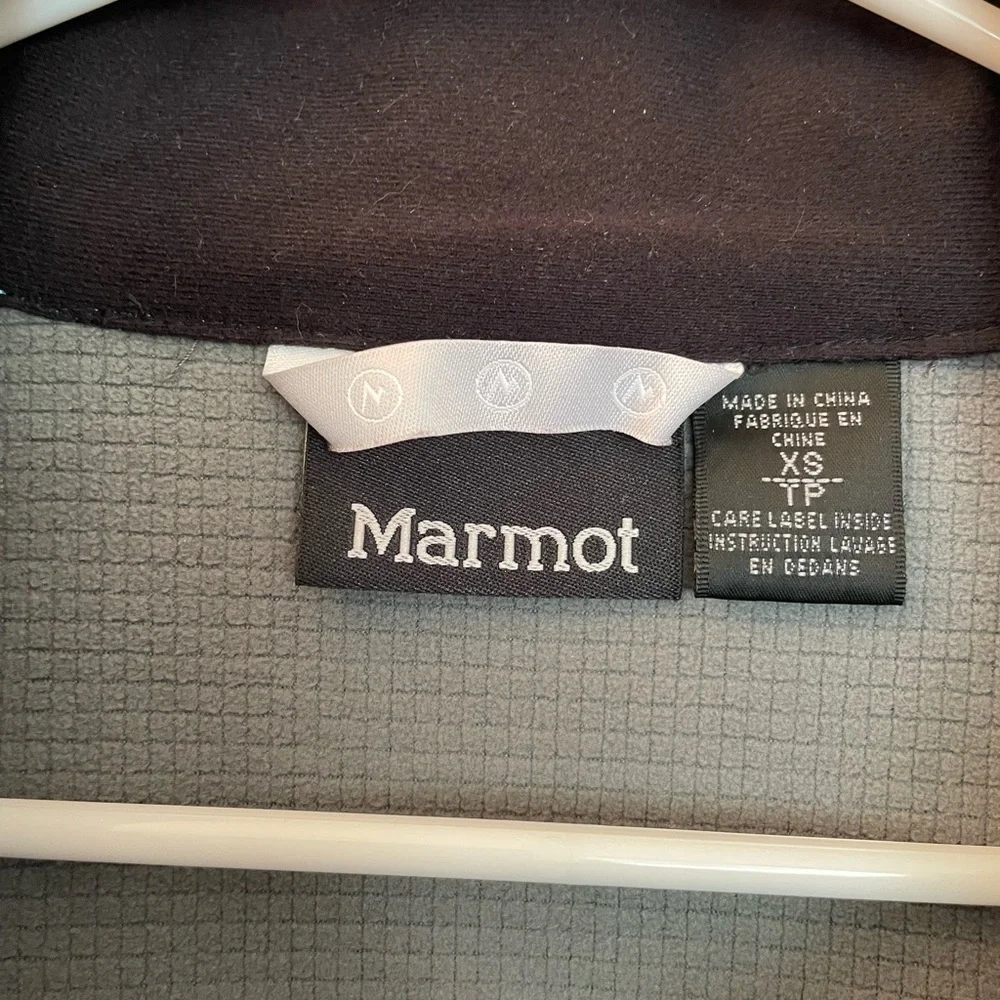 Marmot
MADE IN CHINA
FABRIQUE EN
CHINE
XS
TP
CARE LABEL INSIDE
INSTRUCTION LAVAGE
EN DEDANS